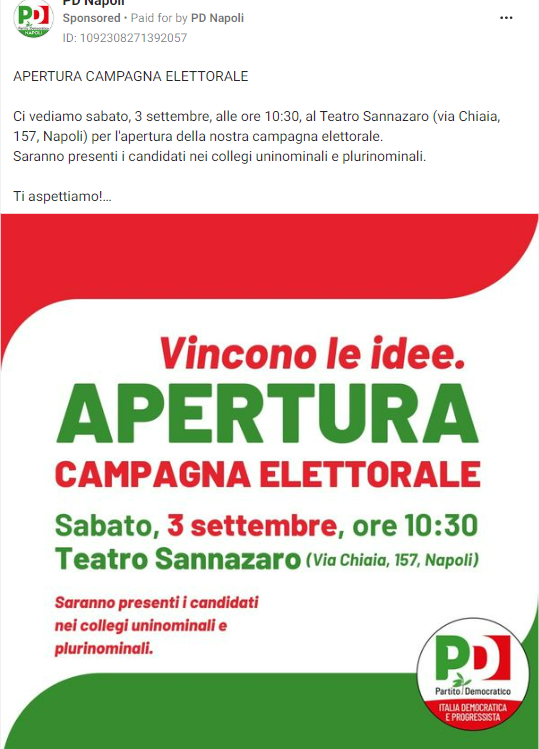 PD
NAPOLI
PD Napoli
Sponsored • Paid for by PD Napoli
ID: 1092308271392057
APERTURA CAMPAGNA ELETTORALE
Ci vediamo sabato, 3 settembre, alle ore 10:30, al Teatro Sannazaro (via Chiaia,
157, Napoli) per l'apertura della nostra campagna elettorale.
Saranno presenti i candidati nei collegi uninominali e plurinominali.
Ti aspettiamo!...
Vincono le idee.
APERTURA
CAMPAGNA ELETTORALE
Sabato, 3 settembre, ore 10:30
Teatro Sannazaro (Via Chiaia, 157, Napoli)
Saranno presenti i candidati
nei collegi uninominali e
plurinominali.
PD
Partito Democratico
ITALIA DEMOCRATICA
E PROGRESSISTA